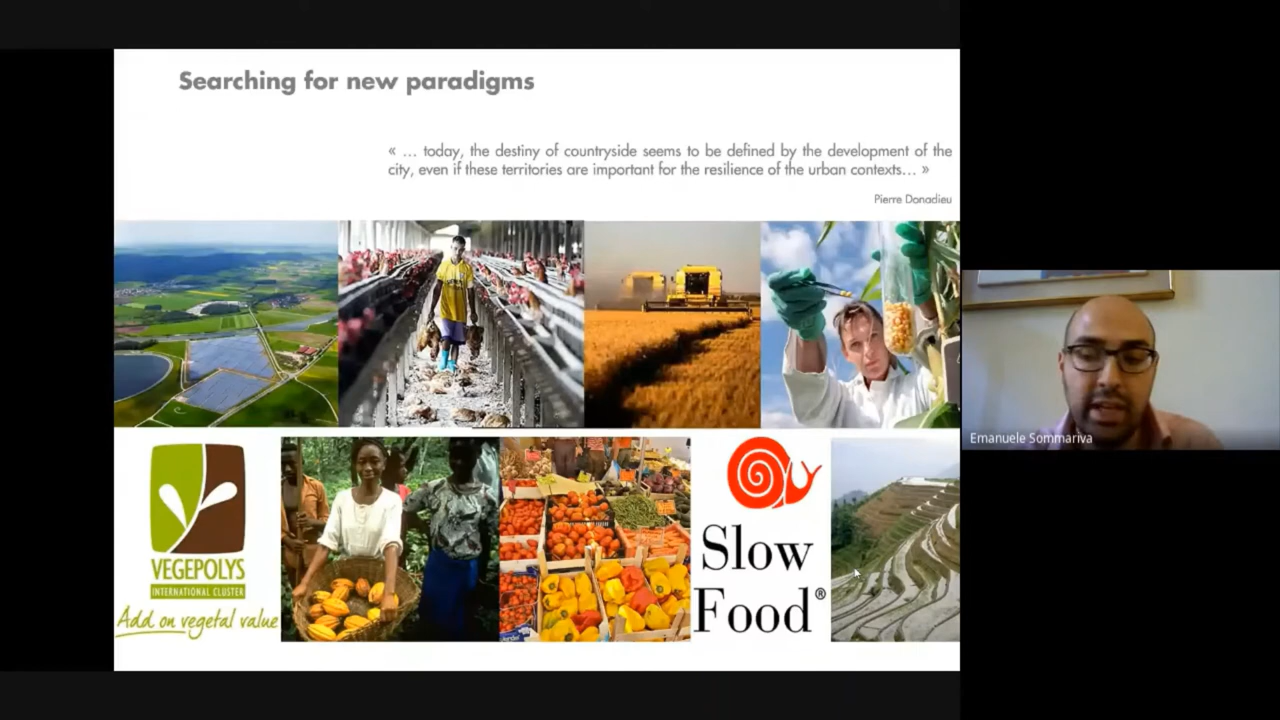 Searching for new paradigms
« ... today, the destiny of countryside seems to be defined by the development of the
city, even if these territories are important for the resilience of the urban contexts... »
Pierre Donadieu
Emanuele Sommariva
VEGEPOLYS
INTERNATIONAL CLUSTER
Add on vegetal value
Slow
Food®